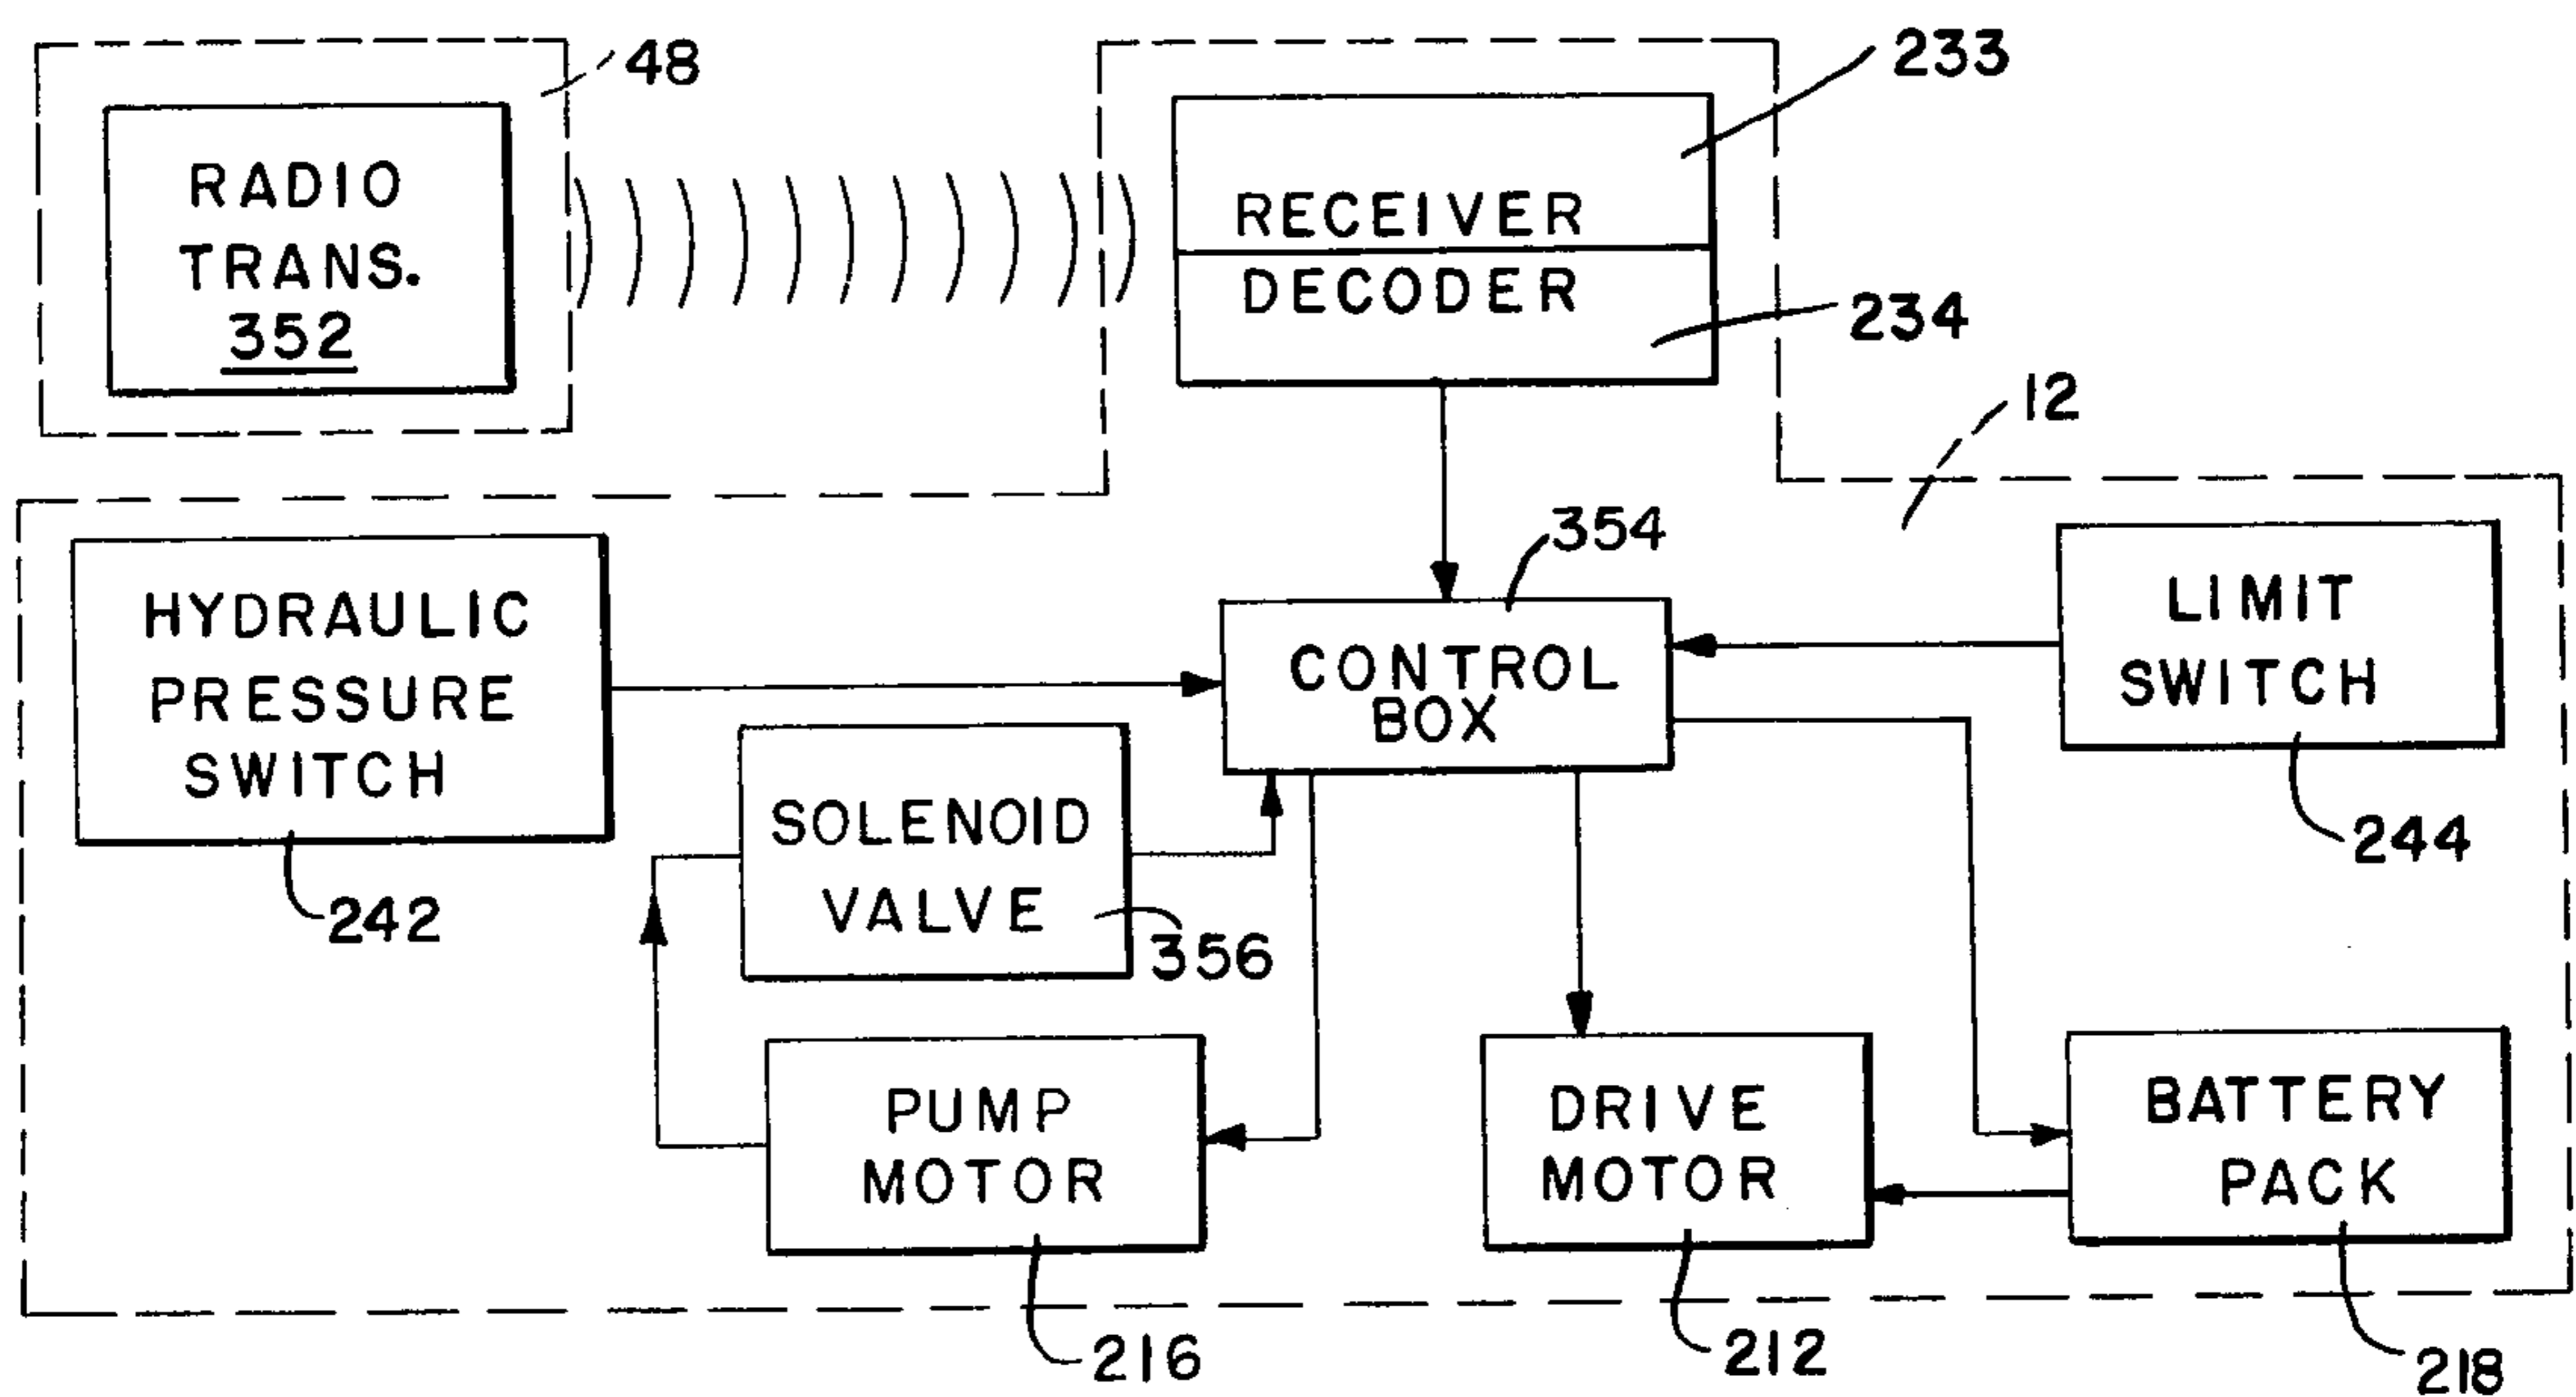 48
RADIO
TRANS.
352
233
RECEIVER
DECODER
234
12
354
HYDRAULIC
PRESSURE
SWITCH
242
CONTROL
BOX
LIMIT
SWITCH
244
SOLENOID
VALVE
356
PUMP
MOTOR
216
DRIVE
MOTOR
212
BATTERY
PACK
218